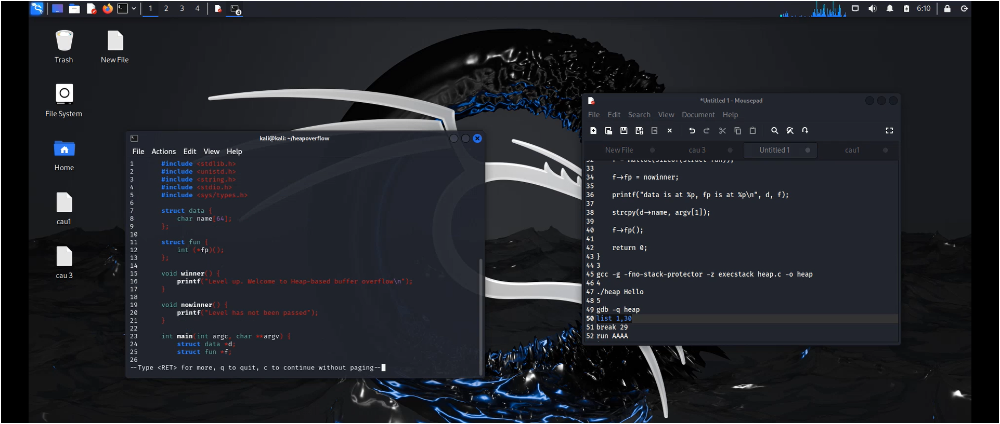 1 2 3 4 4 6:10
Trash
New File
File System
Home
cau1
cau 3
kali@kali: ~/heapoverflow
File Actions Edit View Help
1 #include <stdlib.h>
2 #include <unistd.h>
3 #include <string.h>
4 #include <stdio.h>
5 #include <sys/types.h>
6
7 struct data {
8 char name[64];
9 };
10
11 struct fun {
12 int (*fp)();
13 };
14
15 void winner() {
16 printf("Level up. Welcome to Heap-based buffer overflow\n");
17 }
18
19 void nowinner() {
20 printf("Level has not been passed");
21 }
22
23 int main(int argc, char **argv) {
24 struct data *d;
25 struct fun *f;
26
--Type <RET> for more, q to quit, c to continue without paging--
*Untitled 1 - Mousepad
File Edit Search View Document Help
New File cau 3 Untitled 1 cau1
32 f = malloc(sizeof(struct fun));
33
34 f->fp = nowinner;
35
36 printf("data is at %p, fp is at %p\n", d, f);
37
38 strcpy(d->name, argv[1]);
39
40 f->fp();
41
42 return 0;
43 }
44 3
45 gcc -g -fno-stack-protector -z execstack heap.c -o heap
46 4
47 ./heap Hello
48 5
49 gdb -q heap
50 list 1,30
51 break 29
52 run AAAA